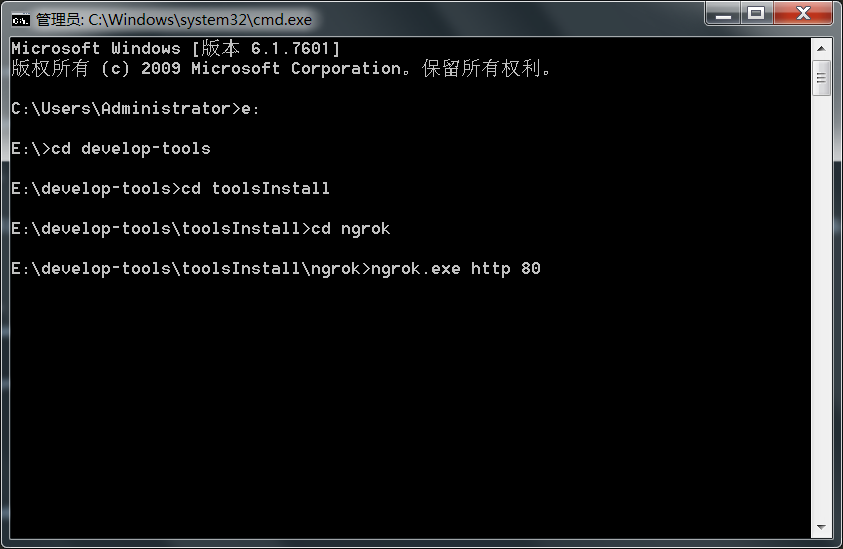 管理员: C:\Windows\system32\cmd.exe
Microsoft Windows [版本 6.1.7601]
版权所有 (c) 2009 Microsoft Corporation。保留所有权利。
C:\Users\Administrator>e:
E:\>cd develop-tools
E:\develop-tools>cd toolsInstall
E:\develop-tools\toolsInstall>cd ngrok
E:\develop-tools\toolsInstall\ngrok>ngrok.exe http 80